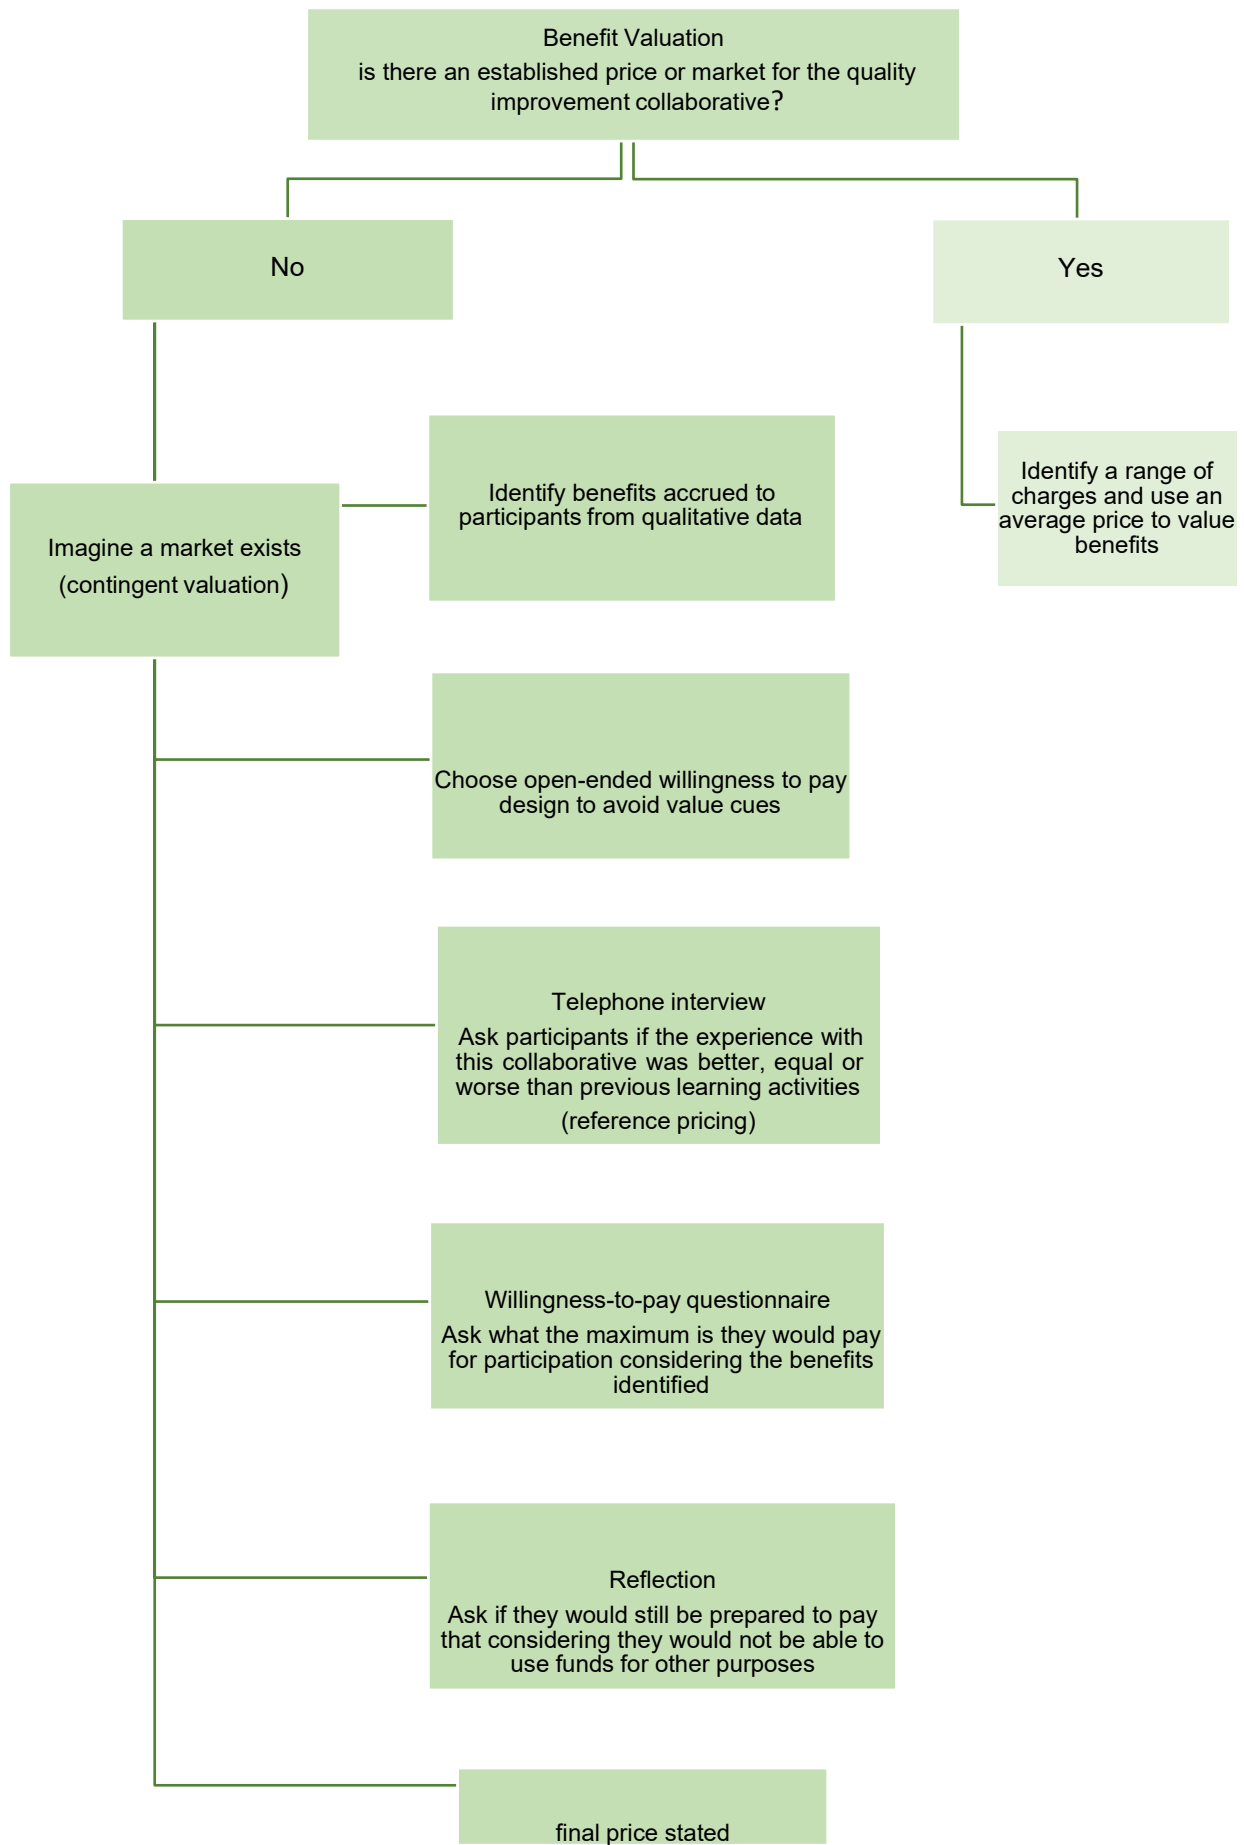 Benefit Valuation
is there an established price or market for the quality
improvement collaborative?
No
Yes
Identify benefits accrued to
participants from qualitative data
Identify a range of
charges and use an
average price to value
benefits
Imagine a market exists
(contingent valuation)
Choose open-ended willingness to pay
design to avoid value cues
Telephone interview
Ask participants if the experience with
this collaborative was better, equal or
worse than previous learning activities
(reference pricing)
Willingness-to-pay questionnaire
Ask what the maximum is they would pay
for participation considering the benefits
identified
Reflection
Ask if they would still be prepared to pay
that considering they would not be able to
use funds for other purposes
final price stated